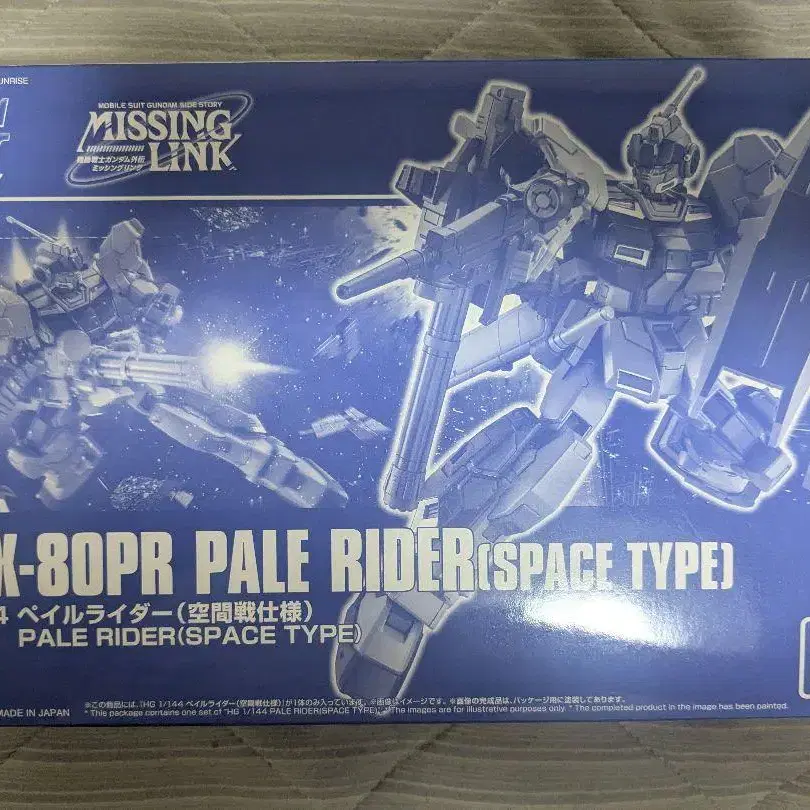 UNRISE
MOBILE SUIT GUNDAM SIDE STORY
MISSING
LINK
機動戦士ガンダム外伝
ミッシングリンク
X-80PR PALE RIDER(SPACE TYPE)
4 ペイルライダー(空間戦仕様)
PALE RIDER(SPACE TYPE)
MADE IN JAPAN
※この商品には、「HG 1/144 ペイルライダー(空間戦仕様)」が1体のみ入っています。※画像はイメージです。※画像の完成品は、パッケージ用に塗装してあります。
* This package contains one set of "HG 1/144 PALE RIDER(SPACE TYPE)". * The images are for illustrative purposes only. * The completed product in the image has been painted.